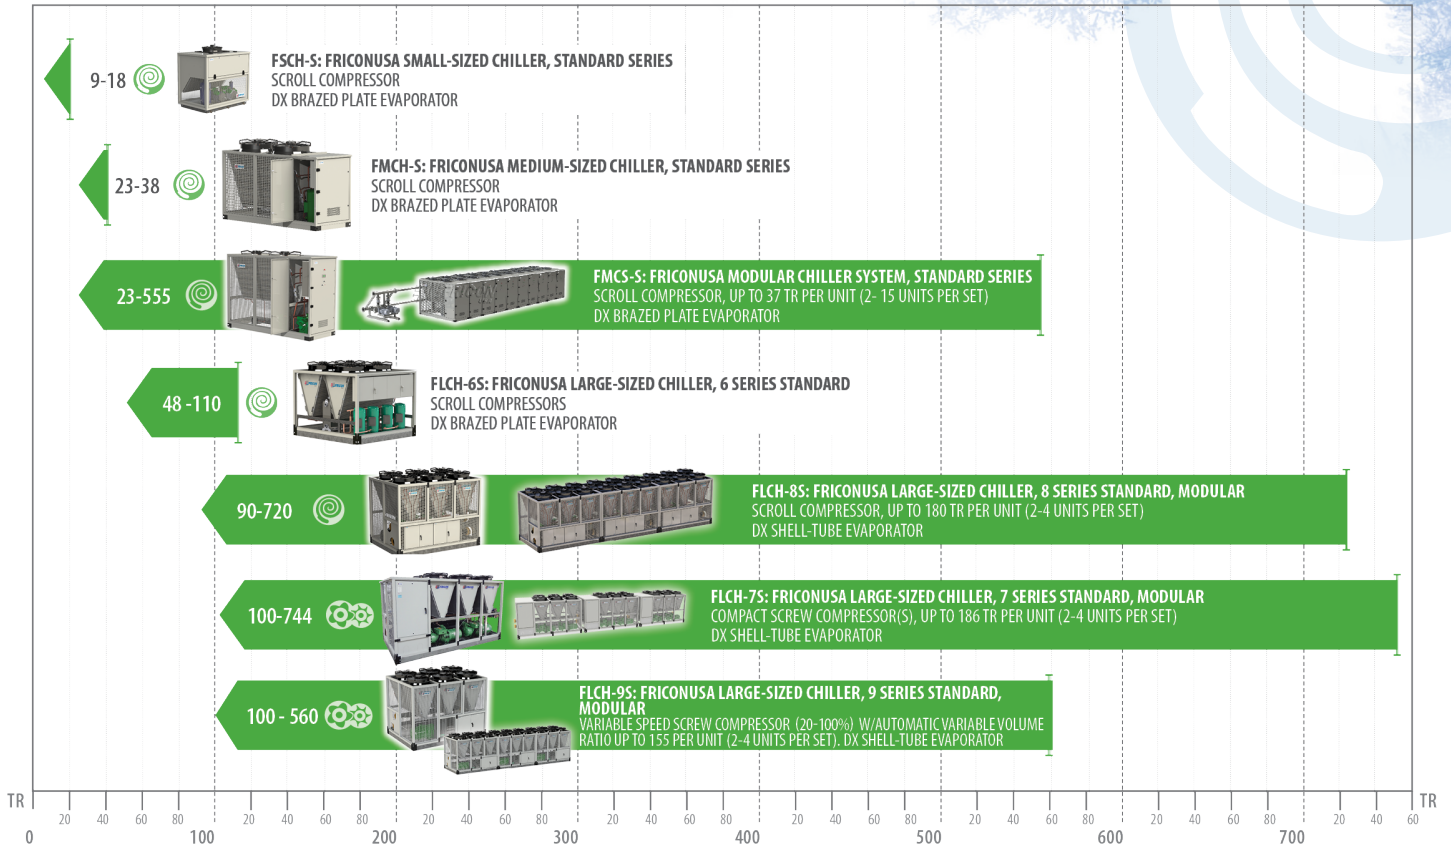 9-18
FSCH-S: FRICONUSA SMALL-SIZED CHILLER, STANDARD SERIES
SCROLL COMPRESSOR
DX BRAZED PLATE EVAPORATOR
23-38
FMCH-S: FRICONUSA MEDIUM-SIZED CHILLER, STANDARD SERIES
SCROLL COMPRESSOR
DX BRAZED PLATE EVAPORATOR
23-555
FMCS-S: FRICONUSA MODULAR CHILLER SYSTEM, STANDARD SERIES
SCROLL COMPRESSOR, UP TO 37 TR PER UNIT (2- 15 UNITS PER SET)
DX BRAZED PLATE EVAPORATOR
48 -110
FLCH-6S: FRICONUSA LARGE-SIZED CHILLER, 6 SERIES STANDARD
SCROLL COMPRESSORS
DX BRAZED PLATE EVAPORATOR
90-720
FLCH-8S: FRICONUSA LARGE-SIZED CHILLER, 8 SERIES STANDARD, MODULAR
SCROLL COMPRESSOR, UP TO 180 TR PER UNIT (2-4 UNITS PER SET)
DX SHELL-TUBE EVAPORATOR
100-744
FLCH-7S: FRICONUSA LARGE-SIZED CHILLER, 7 SERIES STANDARD, MODULAR
COMPACT SCREW COMPRESSOR(S), UP TO 186 TR PER UNIT (2-4 UNITS PER SET)
DX SHELL-TUBE EVAPORATOR
100 - 560
FLCH-9S: FRICONUSA LARGE-SIZED CHILLER, 9 SERIES STANDARD,
MODULAR
VARIABLE SPEED SCREW COMPRESSOR (20-100%) W/AUTOMATIC VARIABLE VOLUME
RATIO UP TO 155 PER UNIT (2-4 UNITS PER SET). DX SHELL-TUBE EVAPORATOR
TR TR
20 40 60 80 20 40 60 80 20 40 60 80 20 40 60 80 20 40 60 80 20 40 60 80 20 40 60 80 20 40 60
0 100 200 300 400 500 600 700